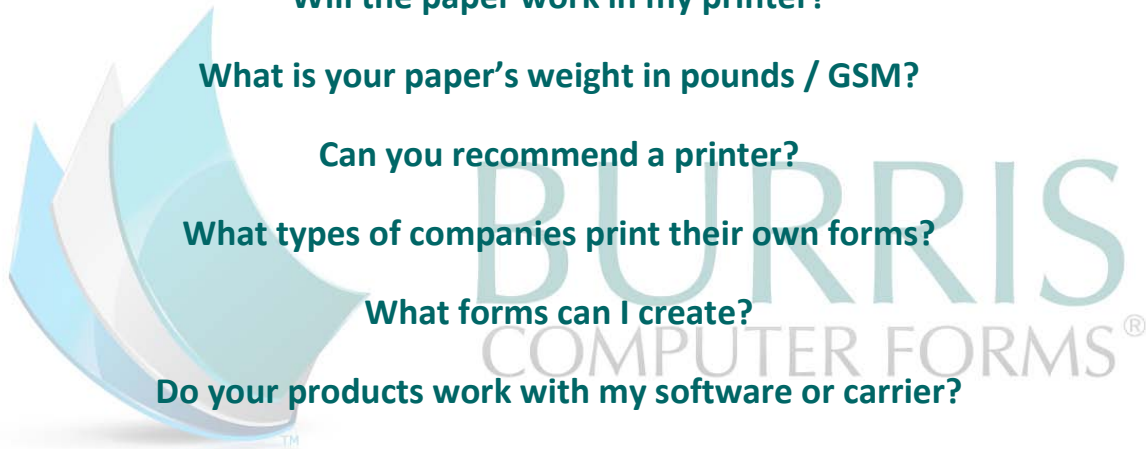 Will the paper work in my printer?
What is your paper's weight in pounds / GSM?
Can you recommend a printer?
BURRIS
What types of companies print their own forms?
What forms can I create?
COMPUTER FORMS®
Do your products work with my software or carrier?
TM